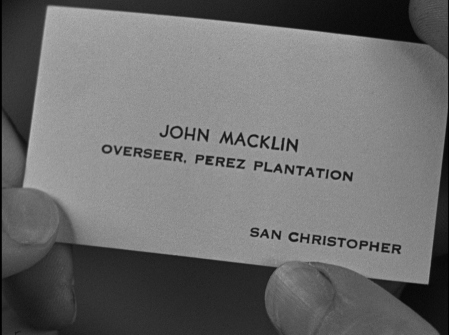 JOHN MACKLIN
OVERSEER, PEREZ PLANTATION
SAN CHRISTOPHER